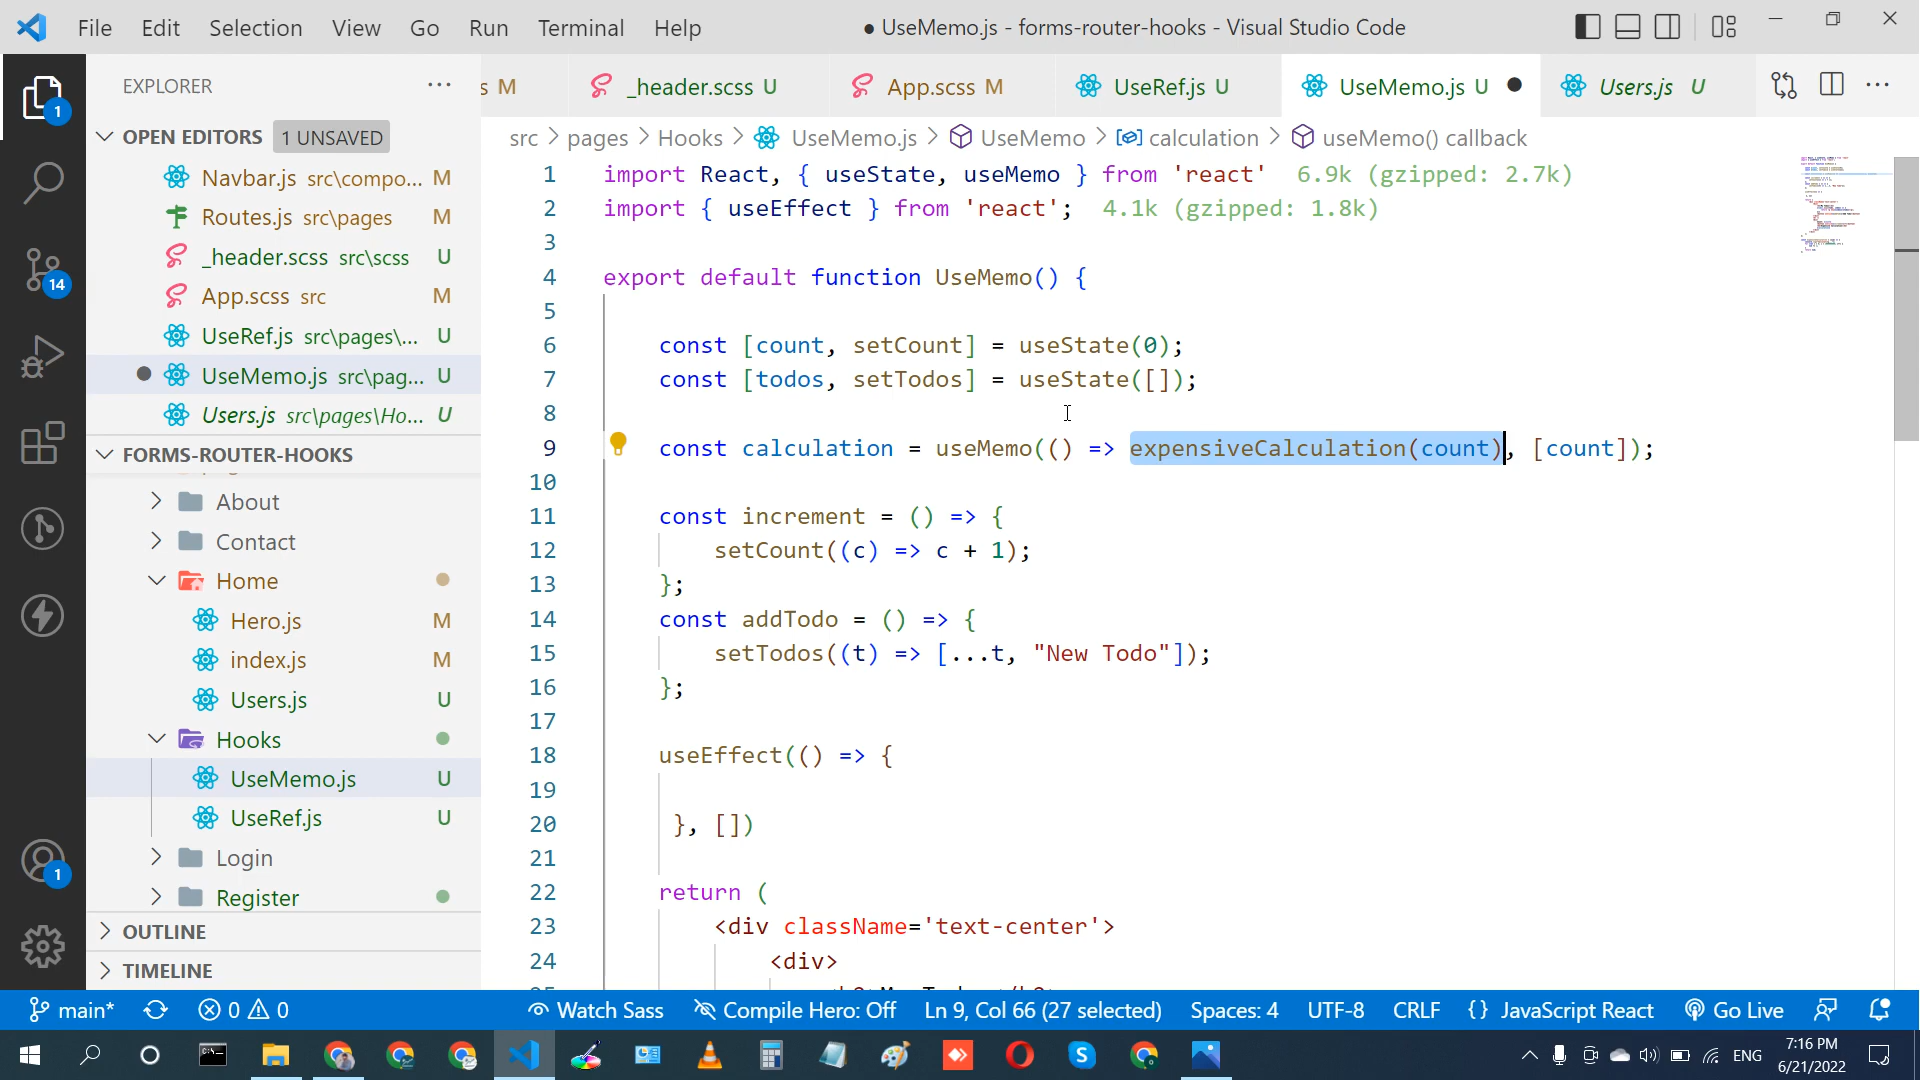 File Edit Selection View Go Run Terminal Help
● UseMemo.js - forms-router-hooks - Visual Studio Code
EXPLORER
s M
_header.scss U
App.scss M
UseRef.js U
UseMemo.js U
Users.js U
OPEN EDITORS 1 UNSAVED
Navbar.js src\compo... M
Routes.js src\pages M
_header.scss src\scss U
App.scss src M
UseRef.js src\pages\... U
UseMemo.js src\pag... U
Users.js src\pages\Ho... U
FORMS-ROUTER-HOOKS
About
Contact
Home
Hero.js M
index.js M
Users.js U
Hooks
UseMemo.js U
UseRef.js U
Login
Register
OUTLINE
TIMELINE
1
14
1
src > pages > Hooks > UseMemo.js > UseMemo > calculation > useMemo() callback
1 import React, { useState, useMemo } from 'react' 6.9k (gzipped: 2.7k)
2 import { useEffect } from 'react'; 4.1k (gzipped: 1.8k)
3
4 export default function UseMemo() {
5
6 const [count, setCount] = useState(0);
7 const [todos, setTodos] = useState([]);
8
9 const calculation = useMemo(() => expensiveCalculation(count), [count]);
10
11 const increment = () => {
12 setCount((c) => c + 1);
13 };
14 const addTodo = () => {
15 setTodos((t) => [...t, "New Todo"]);
16 };
17
18 useEffect(() => {
19
20 }, [])
21
22 return (
23 <div className='text-center'>
24 <div>
main* 0 0 Watch Sass Compile Hero: Off Ln 9, Col 66 (27 selected) Spaces: 4 UTF-8 CRLF {} JavaScript React Go Live
ENG
7:16 PM
6/21/2022